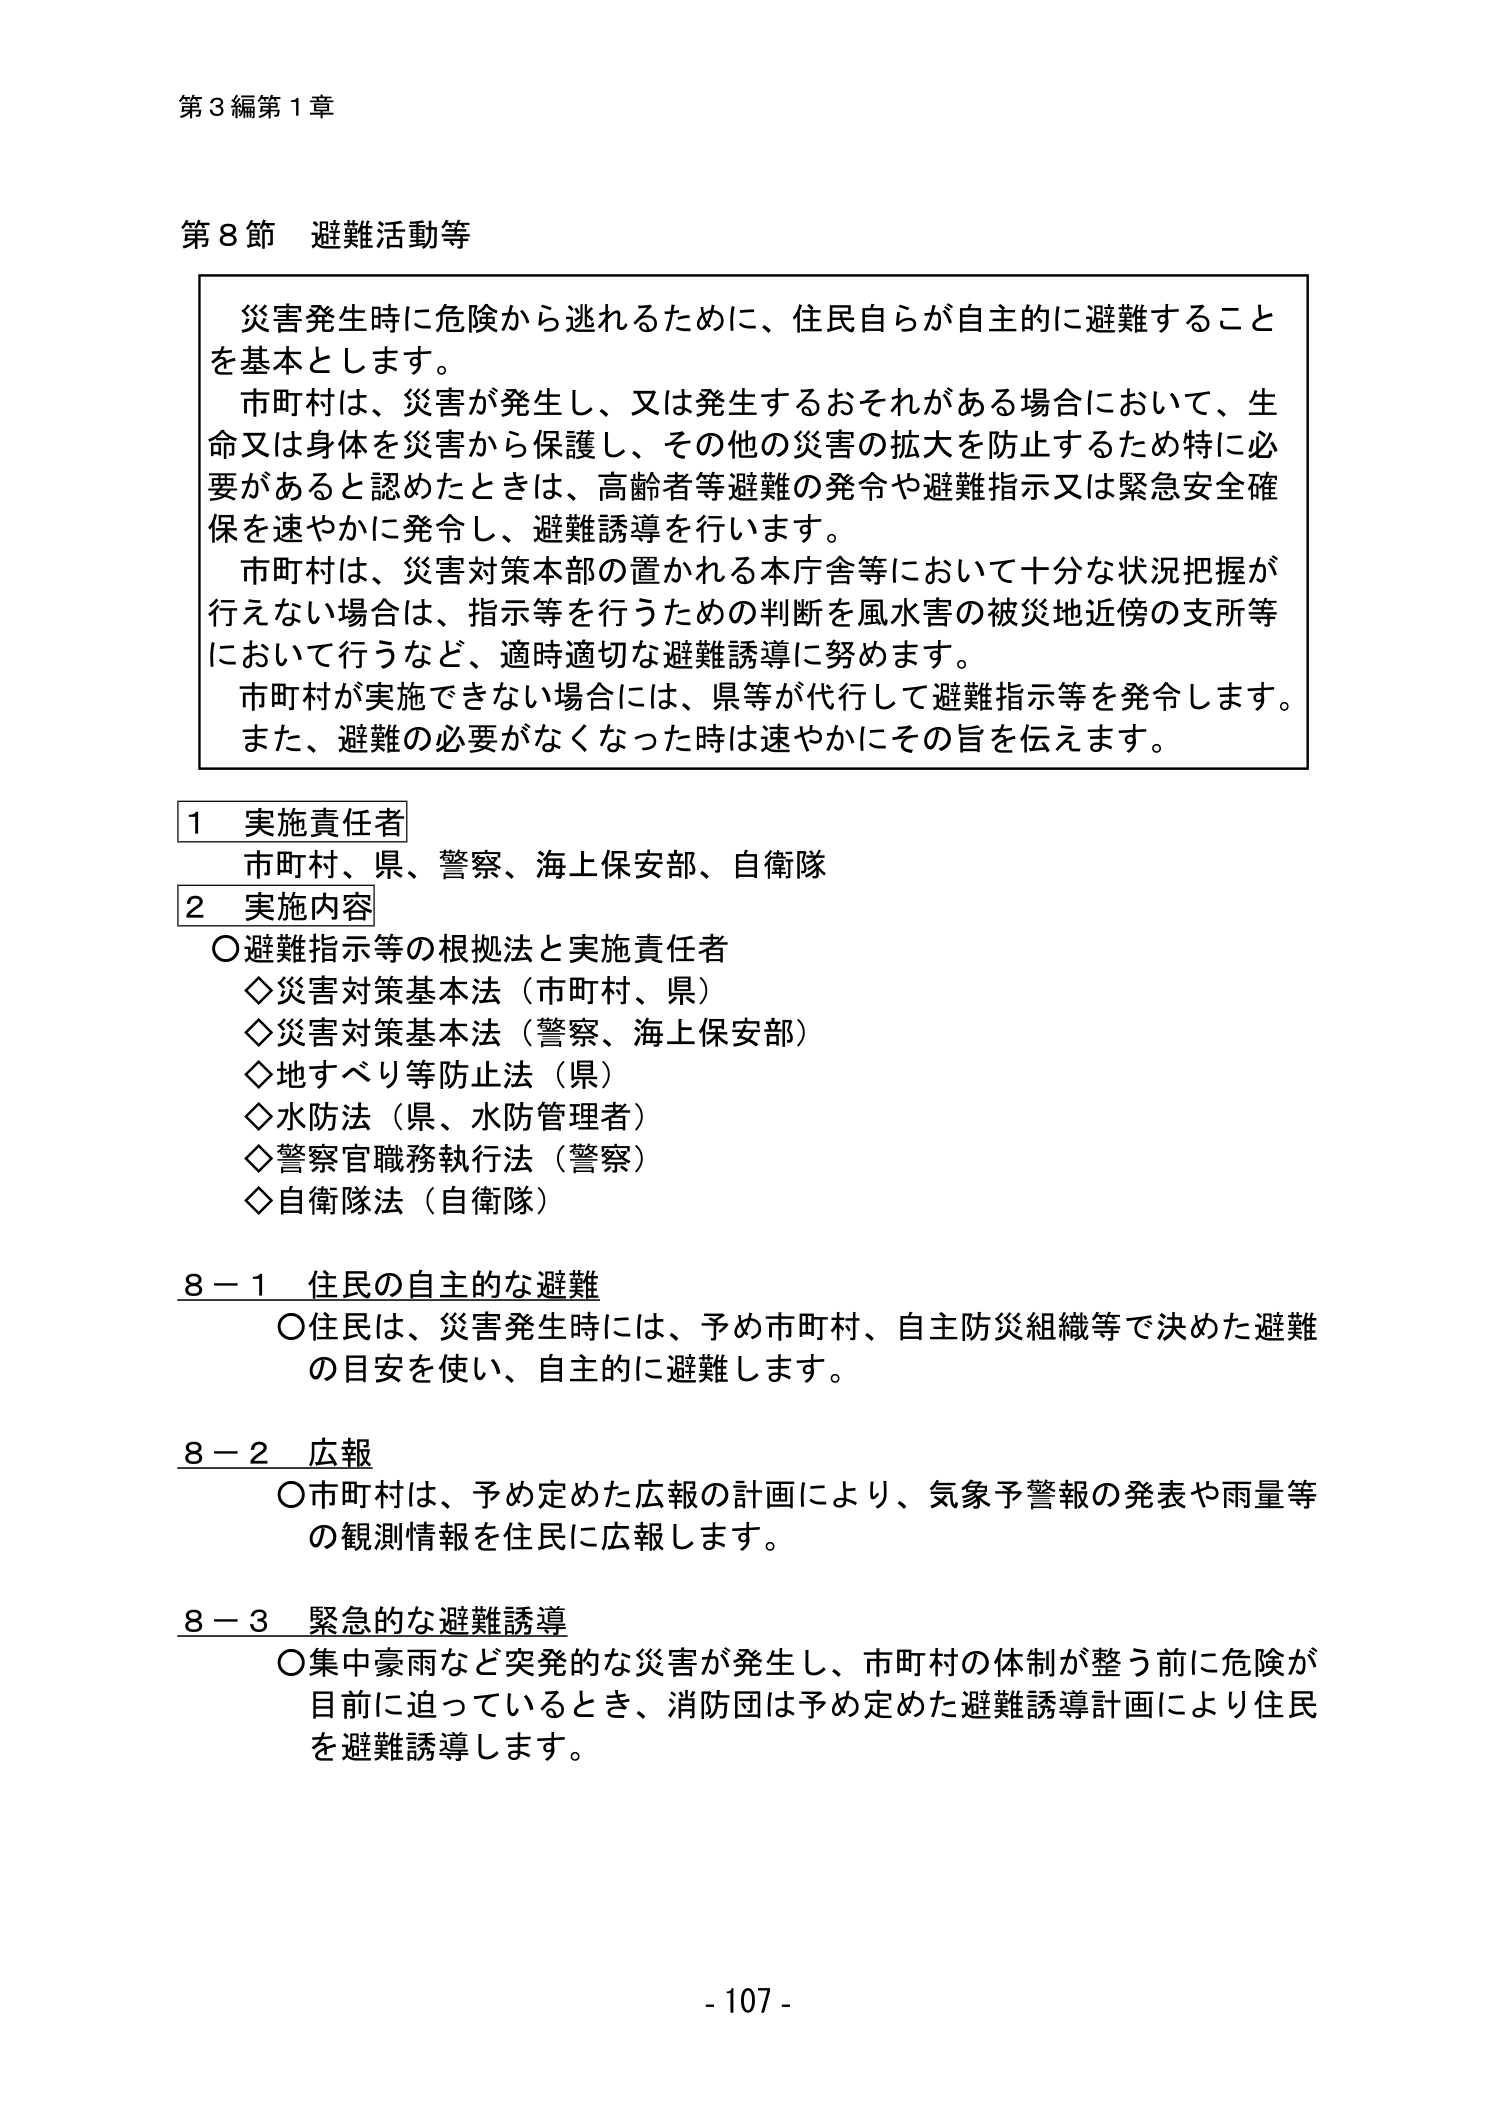 第３編第１章
第８節　避難活動等
　災害発生時に危険から逃れるために、住民自らが自主的に避難すること
を基本とします。
　市町村は、災害が発生し、又は発生するおそれがある場合において、生
命又は身体を災害から保護し、その他の災害の拡大を防止するため特に必
要があると認めたときは、高齢者等避難の発令や避難指示又は緊急安全確
保を速やかに発令し、避難誘導を行います。
　市町村は、災害対策本部の置かれる本庁舎等において十分な状況把握が
行えない場合は、指示等を行うための判断を風水害の被災地近傍の支所等
において行うなど、適時適切な避難誘導に努めます。
　市町村が実施できない場合には、県等が代行して避難指示等を発令します。
　また、避難の必要がなくなった時は速やかにその旨を伝えます。
１　実施責任者
市町村、県、警察、海上保安部、自衛隊
２　実施内容
○避難指示等の根拠法と実施責任者
◇災害対策基本法（市町村、県）
◇災害対策基本法（警察、海上保安部）
◇地すべり等防止法（県）
◇水防法（県、水防管理者）
◇警察官職務執行法（警察）
◇自衛隊法（自衛隊）
８－１　住民の自主的な避難
○住民は、災害発生時には、予め市町村、自主防災組織等で決めた避難
の目安を使い、自主的に避難します。
８－２　広報
○市町村は、予め定めた広報の計画により、気象予警報の発表や雨量等
の観測情報を住民に広報します。
８－３　緊急的な避難誘導
○集中豪雨など突発的な災害が発生し、市町村の体制が整う前に危険が
目前に迫っているとき、消防団は予め定めた避難誘導計画により住民
を避難誘導します。
- 107 -